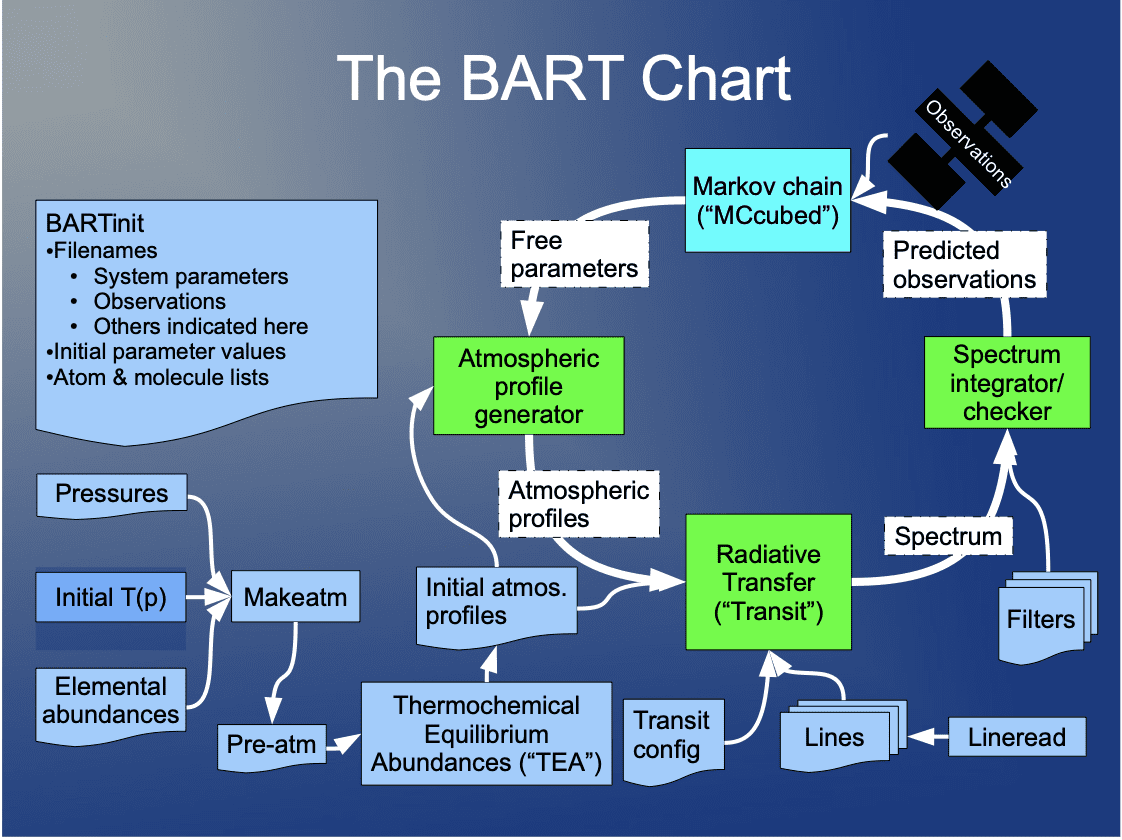 The BART Chart
Observations
Markov chain
(“MCcubed”)
BARTinit
•Filenames
• System parameters
• Observations
• Others indicated here
•Initial parameter values
•Atom & molecule lists
Free
parameters
Predicted
observations
Atmospheric
profile
generator
Spectrum
integrator/
checker
Pressures
Atmospheric
profiles
Spectrum
Radiative
Transfer
(“Transit”)
Initial T(p)
Makeatm
Initial atmos.
profiles
Filters
Elemental
abundances
Pre-atm
Thermochemical
Equilibrium
Abundances (“TEA”)
Transit
config
Lines
Lineread